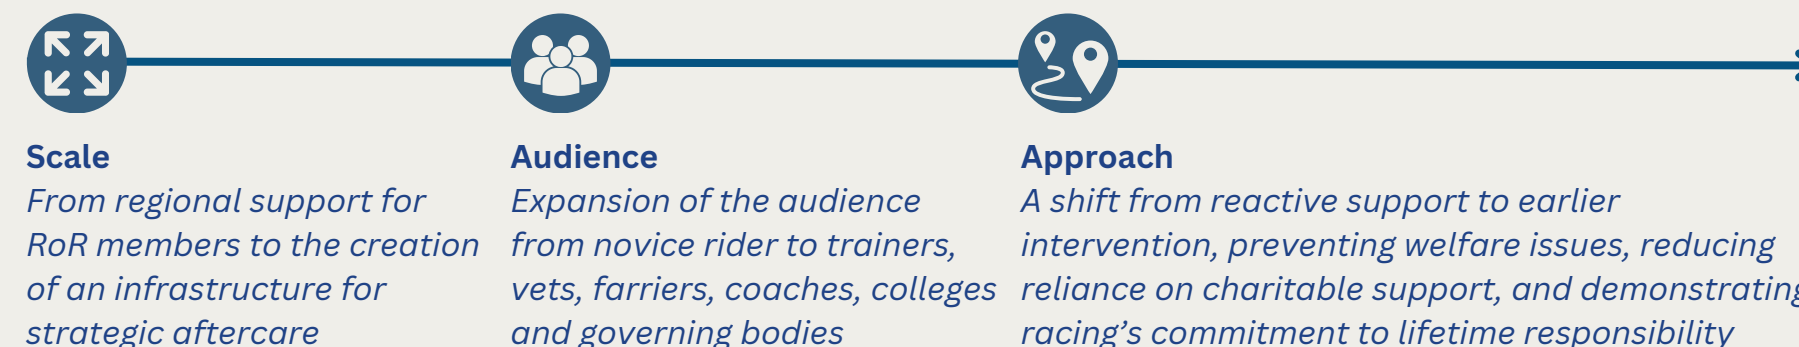 Scale
From regional support for
RoR members to the creation
of an infrastructure for
strategic aftercare
Audience
Expansion of the audience
from novice rider to trainers,
vets, farriers, coaches, colleges
and governing bodies
Approach
A shift from reactive support to earlier
intervention, preventing welfare issues, reducing
reliance on charitable support, and demonstrating
racing’s commitment to lifetime responsibility